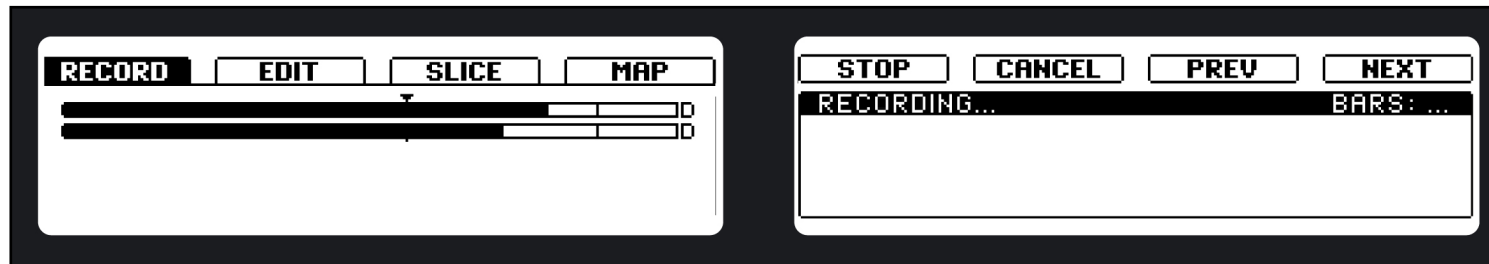 RECORD EDIT SLICE MAP
STOP CANCEL PREV NEXT
RECORDING... BARS: ...